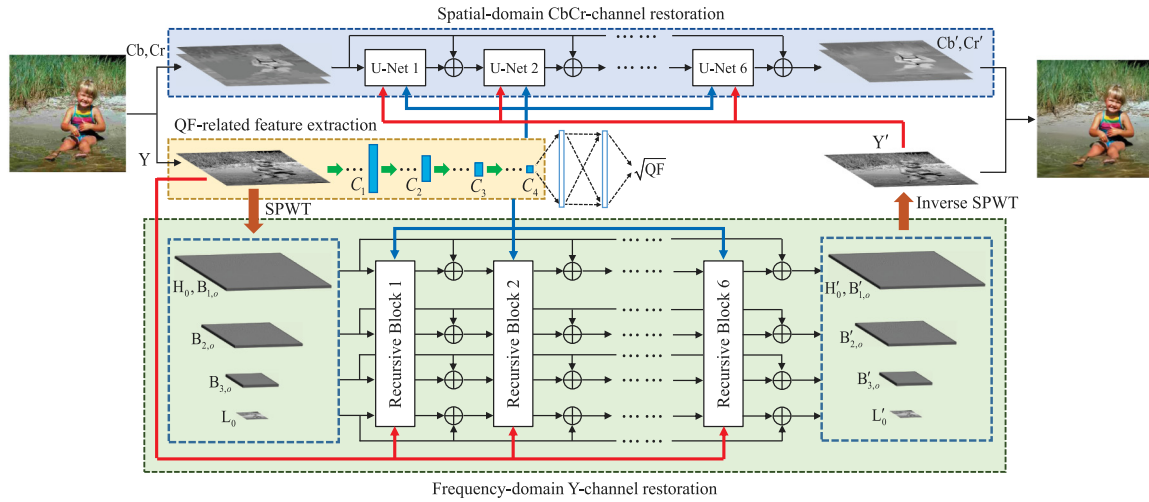 Spatial-domain CbCr-channel restoration
Cb, Cr
U-Net 1
U-Net 2
U-Net 6
Cb′, Cr′
QF-related feature extraction
Y
C₁
C₂
C₃
C₄
√QF
Y′
SPWT
Inverse SPWT
H₀, B₁,ₒ
B₂,ₒ
B₃,ₒ
L₀
Recursive Block 1
Recursive Block 2
Recursive Block 6
H′₀, B′₁,ₒ
B′₂,ₒ
B′₃,ₒ
L′₀
Frequency-domain Y-channel restoration